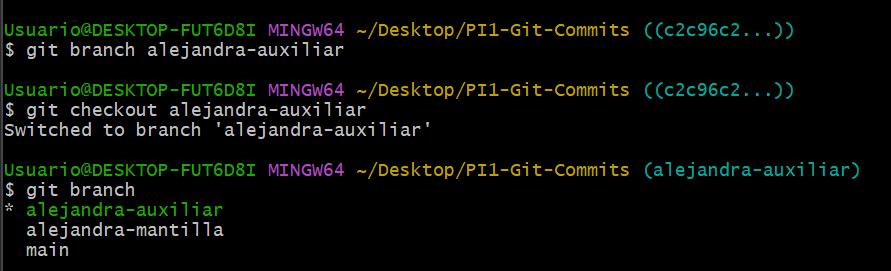 Usuario@DESKTOP-FUT6D8I MINGW64 ~/Desktop/PI1-Git-Commits ((c2c96c2...))
$ git branch alejandra-auxiliar
Usuario@DESKTOP-FUT6D8I MINGW64 ~/Desktop/PI1-Git-Commits ((c2c96c2...))
$ git checkout alejandra-auxiliar
Switched to branch 'alejandra-auxiliar'
Usuario@DESKTOP-FUT6D8I MINGW64 ~/Desktop/PI1-Git-Commits (alejandra-auxiliar)
$ git branch
* alejandra-auxiliar
  alejandra-mantilla
  main